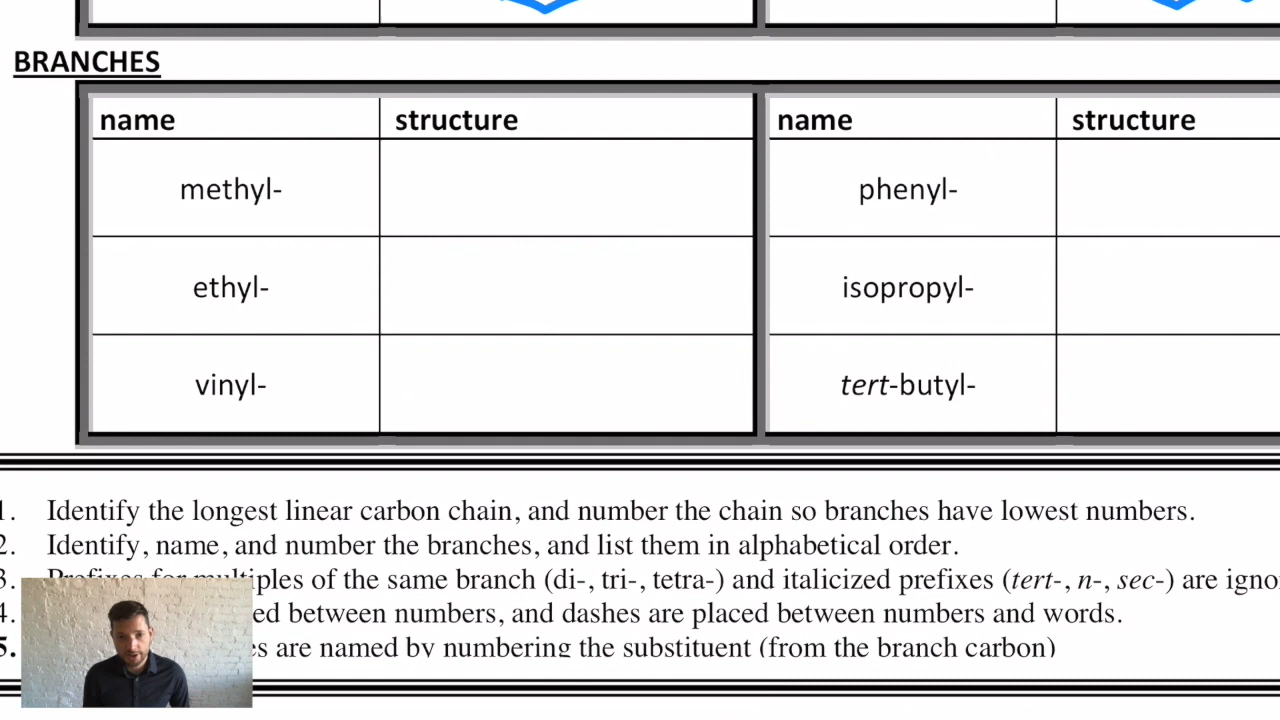 BRANCHES
name structure name structure
methyl- phenyl-
ethyl- isopropyl-
vinyl- tert-butyl-
1. Identify the longest linear carbon chain, and number the chain so branches have lowest numbers.
2. Identify, name, and number the branches, and list them in alphabetical order.
3. Prefixes for multiples of the same branch (di-, tri-, tetra-) and italicized prefixes (tert-, n-, sec-) are
4. between numbers, and dashes are placed between numbers and words.
5. are named by numbering the substituent (from the branch carbon)